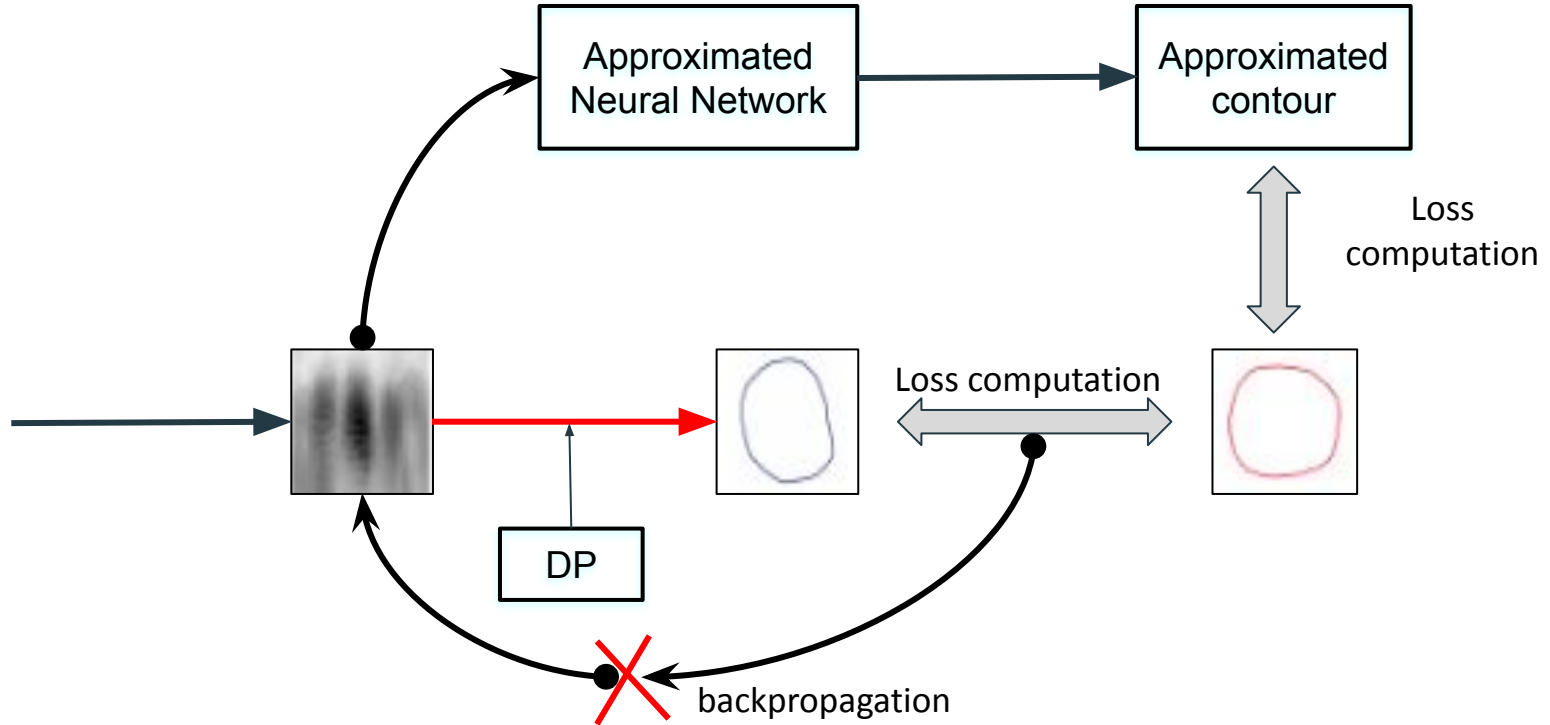 Approximated
Neural Network
Approximated
contour
Loss
computation
Loss computation
DP
backpropagation